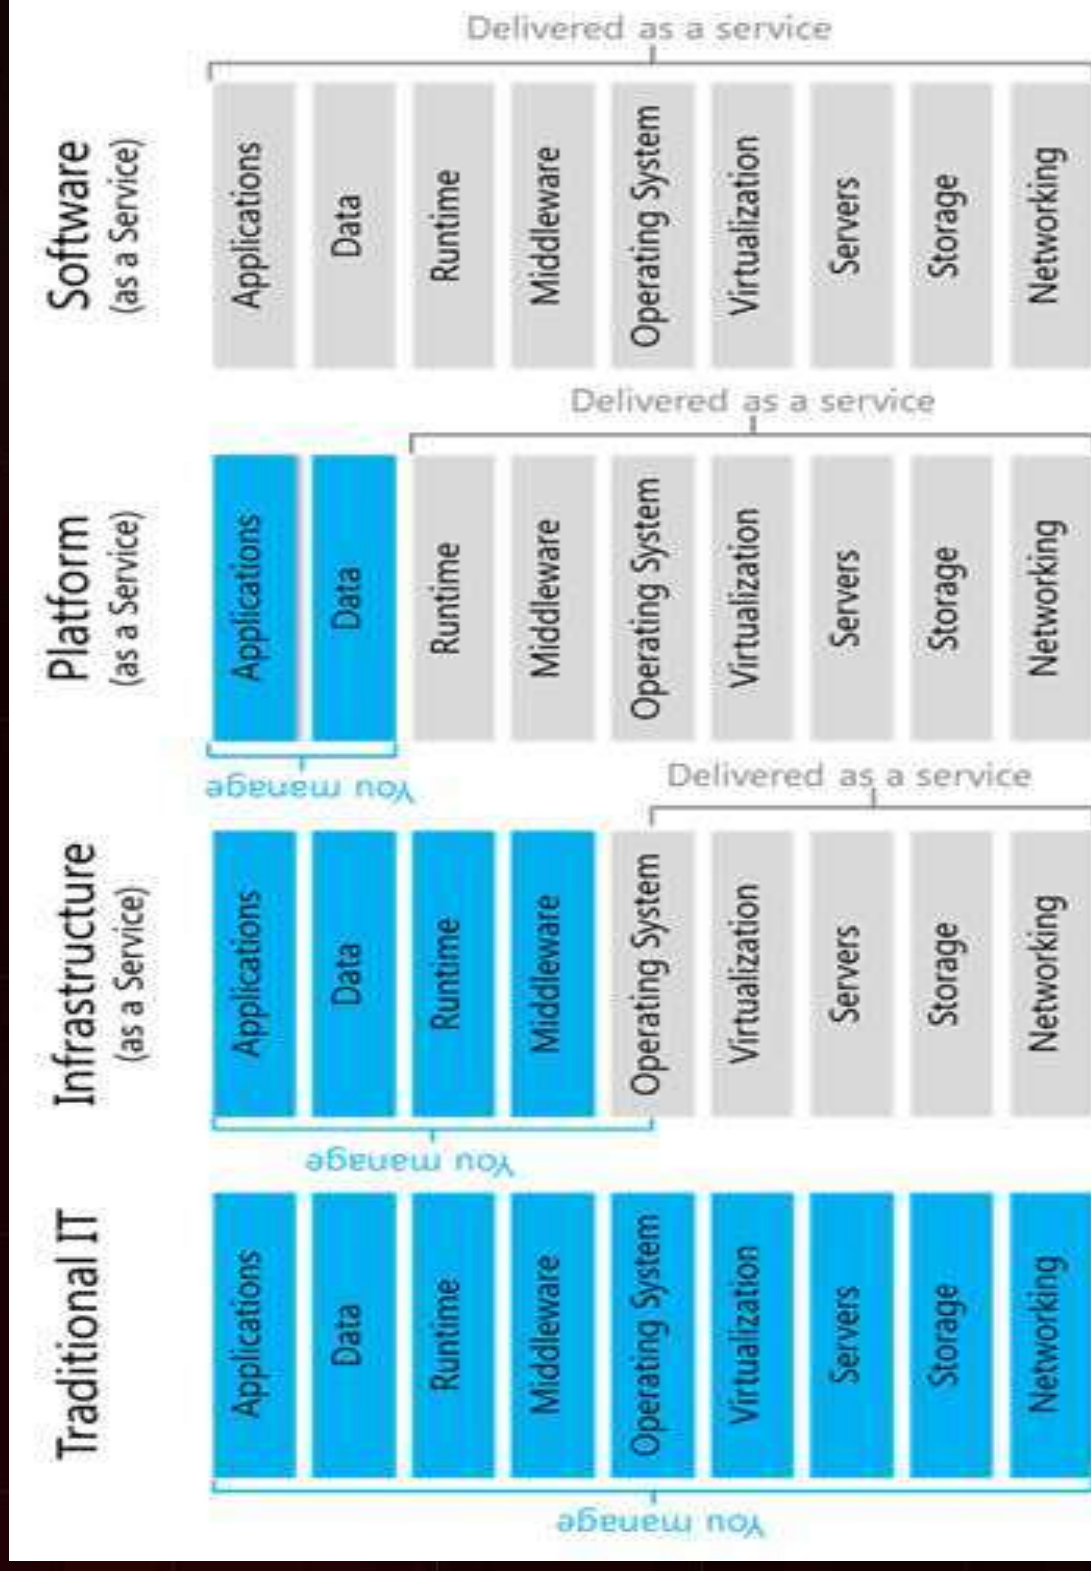 Traditional IT
You manage
Applications
Data
Runtime
Middleware
Operating System
Virtualization
Servers
Storage
Networking
Infrastructure
(as a Service)
You manage
Applications
Data
Runtime
Middleware
Operating System
Virtualization
Servers
Storage
Networking
Delivered as a service
Platform
(as a Service)
You manage
Applications
Data
Runtime
Middleware
Operating System
Virtualization
Servers
Storage
Networking
Delivered as a service
Software
(as a Service)
Applications
Data
Runtime
Middleware
Operating System
Virtualization
Servers
Storage
Networking
Delivered as a service